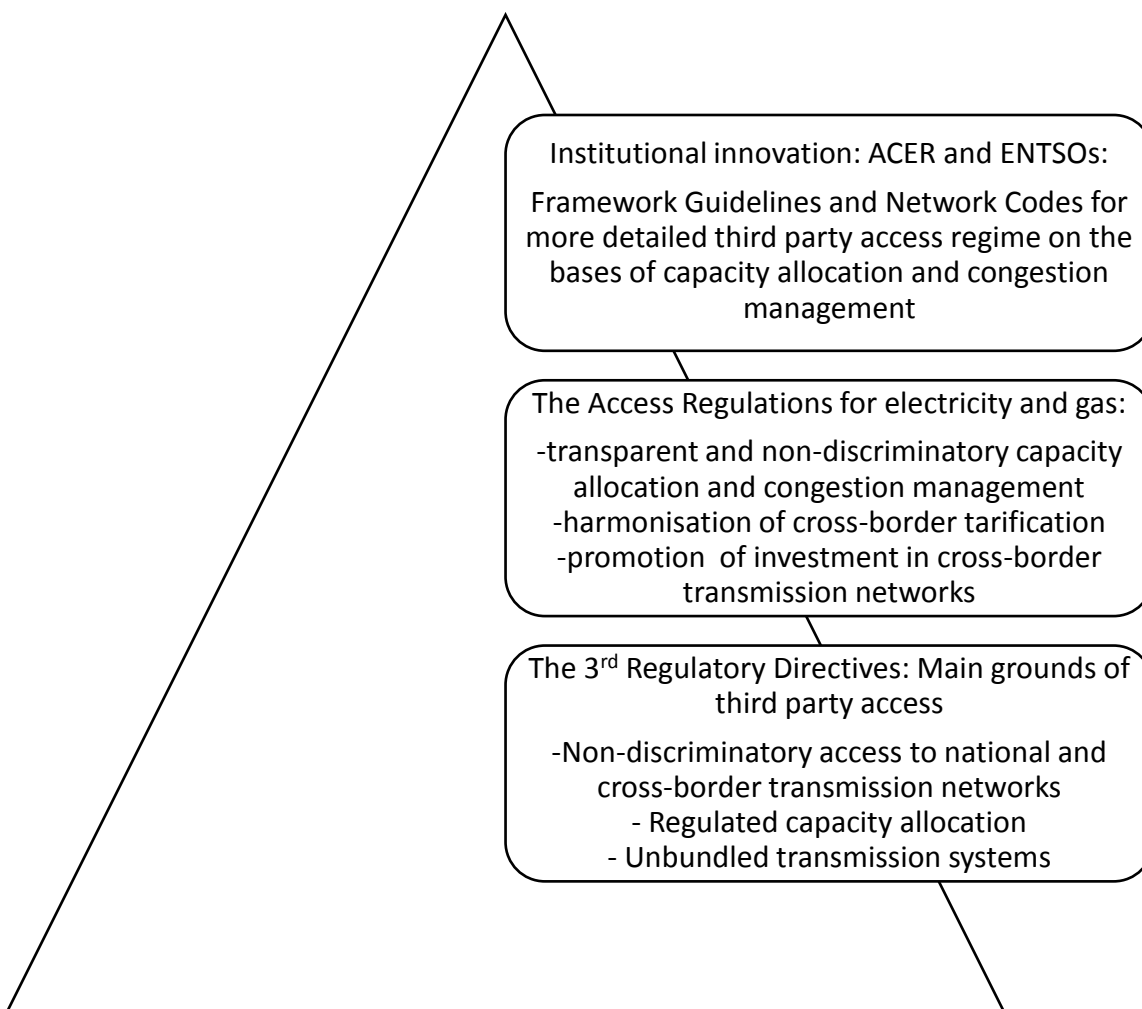 Institutional innovation: ACER and ENTSOs:
Framework Guidelines and Network Codes for
more detailed third party access regime on the
bases of capacity allocation and congestion
management
The Access Regulations for electricity and gas:
-transparent and non-discriminatory capacity
allocation and congestion management
-harmonisation of cross-border tarification
-promotion  of investment in cross-border
transmission networks
The 3rd Regulatory Directives: Main grounds of
third party access
-Non-discriminatory access to national and
cross-border transmission networks
- Regulated capacity allocation
- Unbundled transmission systems